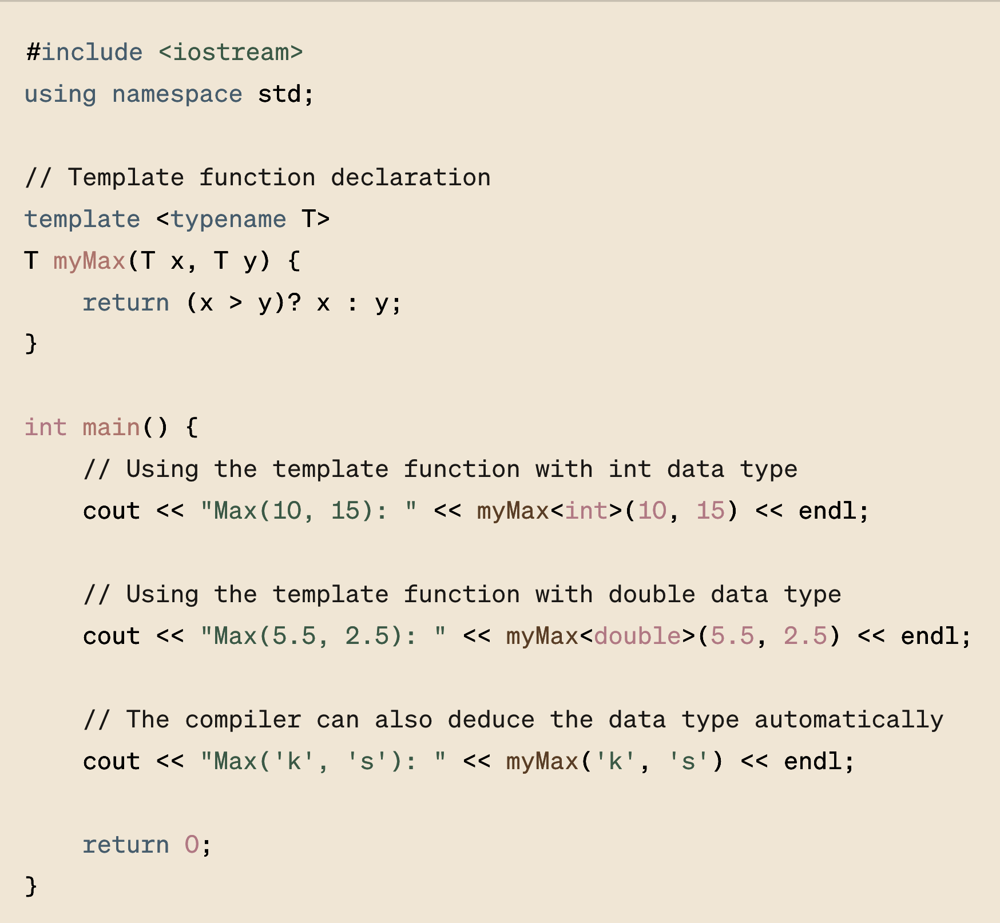 #include <iostream>
using namespace std;
// Template function declaration
template <typename T>
T myMax(T x, T y) {
    return (x > y)? x : y;
}
int main() {
    // Using the template function with int data type
    cout << "Max(10, 15): " << myMax<int>(10, 15) << endl;
    // Using the template function with double data type
    cout << "Max(5.5, 2.5): " << myMax<double>(5.5, 2.5) << endl;
    // The compiler can also deduce the data type automatically
    cout << "Max('k', 's'): " << myMax('k', 's') << endl;
    return 0;
}